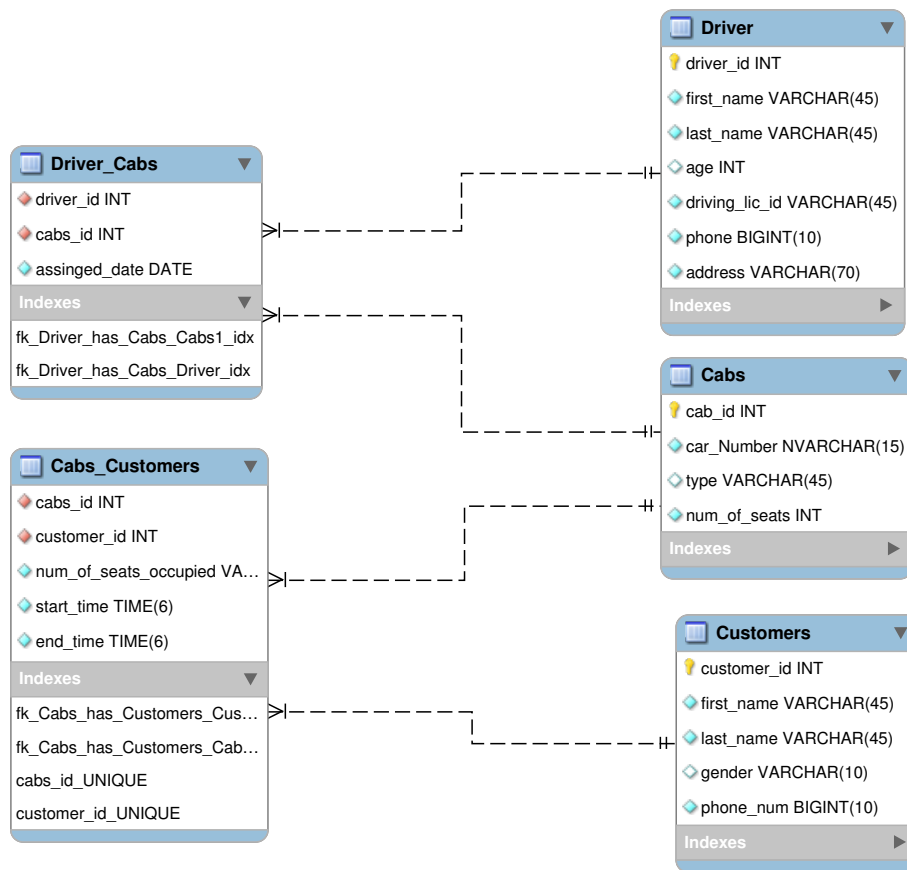 Driver
driver_id INT
first_name VARCHAR(45)
last_name VARCHAR(45)
age INT
driving_lic_id VARCHAR(45)
phone BIGINT(10)
address VARCHAR(70)
Indexes
Driver_Cabs
driver_id INT
cabs_id INT
assinged_date DATE
Indexes
fk_Driver_has_Cabs_Cabs1_idx
fk_Driver_has_Cabs_Driver_idx
Cabs
cab_id INT
car_Number NVARCHAR(15)
type VARCHAR(45)
num_of_seats INT
Indexes
Cabs_Customers
cabs_id INT
customer_id INT
num_of_seats_occupied VA...
start_time TIME(6)
end_time TIME(6)
Indexes
fk_Cabs_has_Customers_Cus...
fk_Cabs_has_Customers_Cab...
cabs_id_UNIQUE
customer_id_UNIQUE
Customers
customer_id INT
first_name VARCHAR(45)
last_name VARCHAR(45)
gender VARCHAR(10)
phone_num BIGINT(10)
Indexes